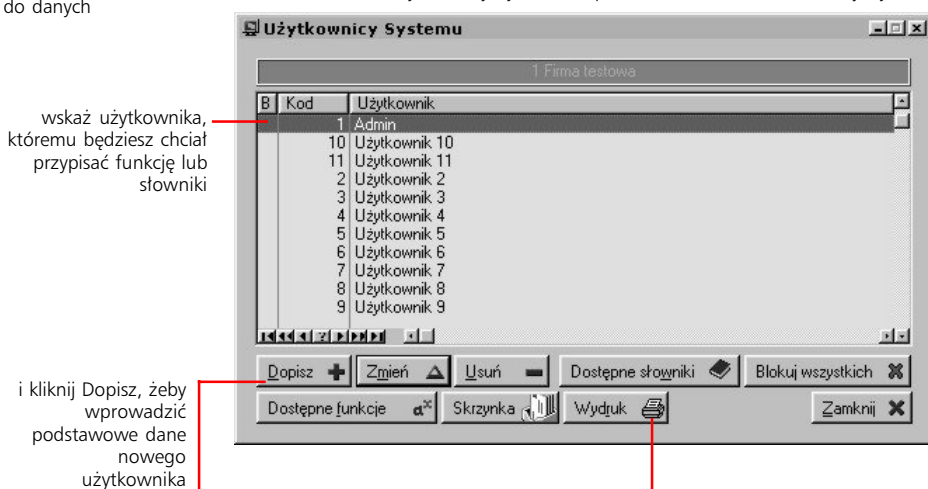 do danych
Użytkownicy Systemu
1 Firma testowa
B Kod Użytkownik
1 Admin
10 Użytkownik 10
11 Użytkownik 11
2 Użytkownik 2
3 Użytkownik 3
4 Użytkownik 4
5 Użytkownik 5
6 Użytkownik 6
7 Użytkownik 7
8 Użytkownik 8
9 Użytkownik 9
wskaż użytkownika,
któremu będziesz chciał
przypisać funkcję lub
słowniki
Dopisz Zmień Usuń Dostępne słowniki Blokuj wszystkich
Dostępne funkcje Skrzynka Wydruk Zamknij
i kliknij Dopisz, żeby
wprowadzić
podstawowe dane
nowego
użytkownika